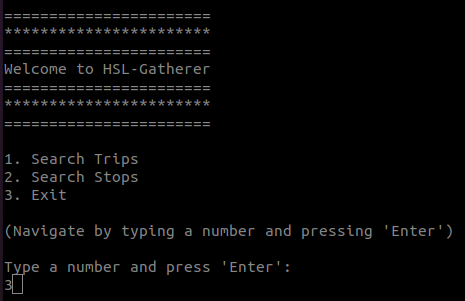 =======================
***********************
=======================
Welcome to HSL-Gatherer
=======================
***********************
=======================
1. Search Trips
2. Search Stops
3. Exit
(Navigate by typing a number and pressing 'Enter')
Type a number and press 'Enter':
3